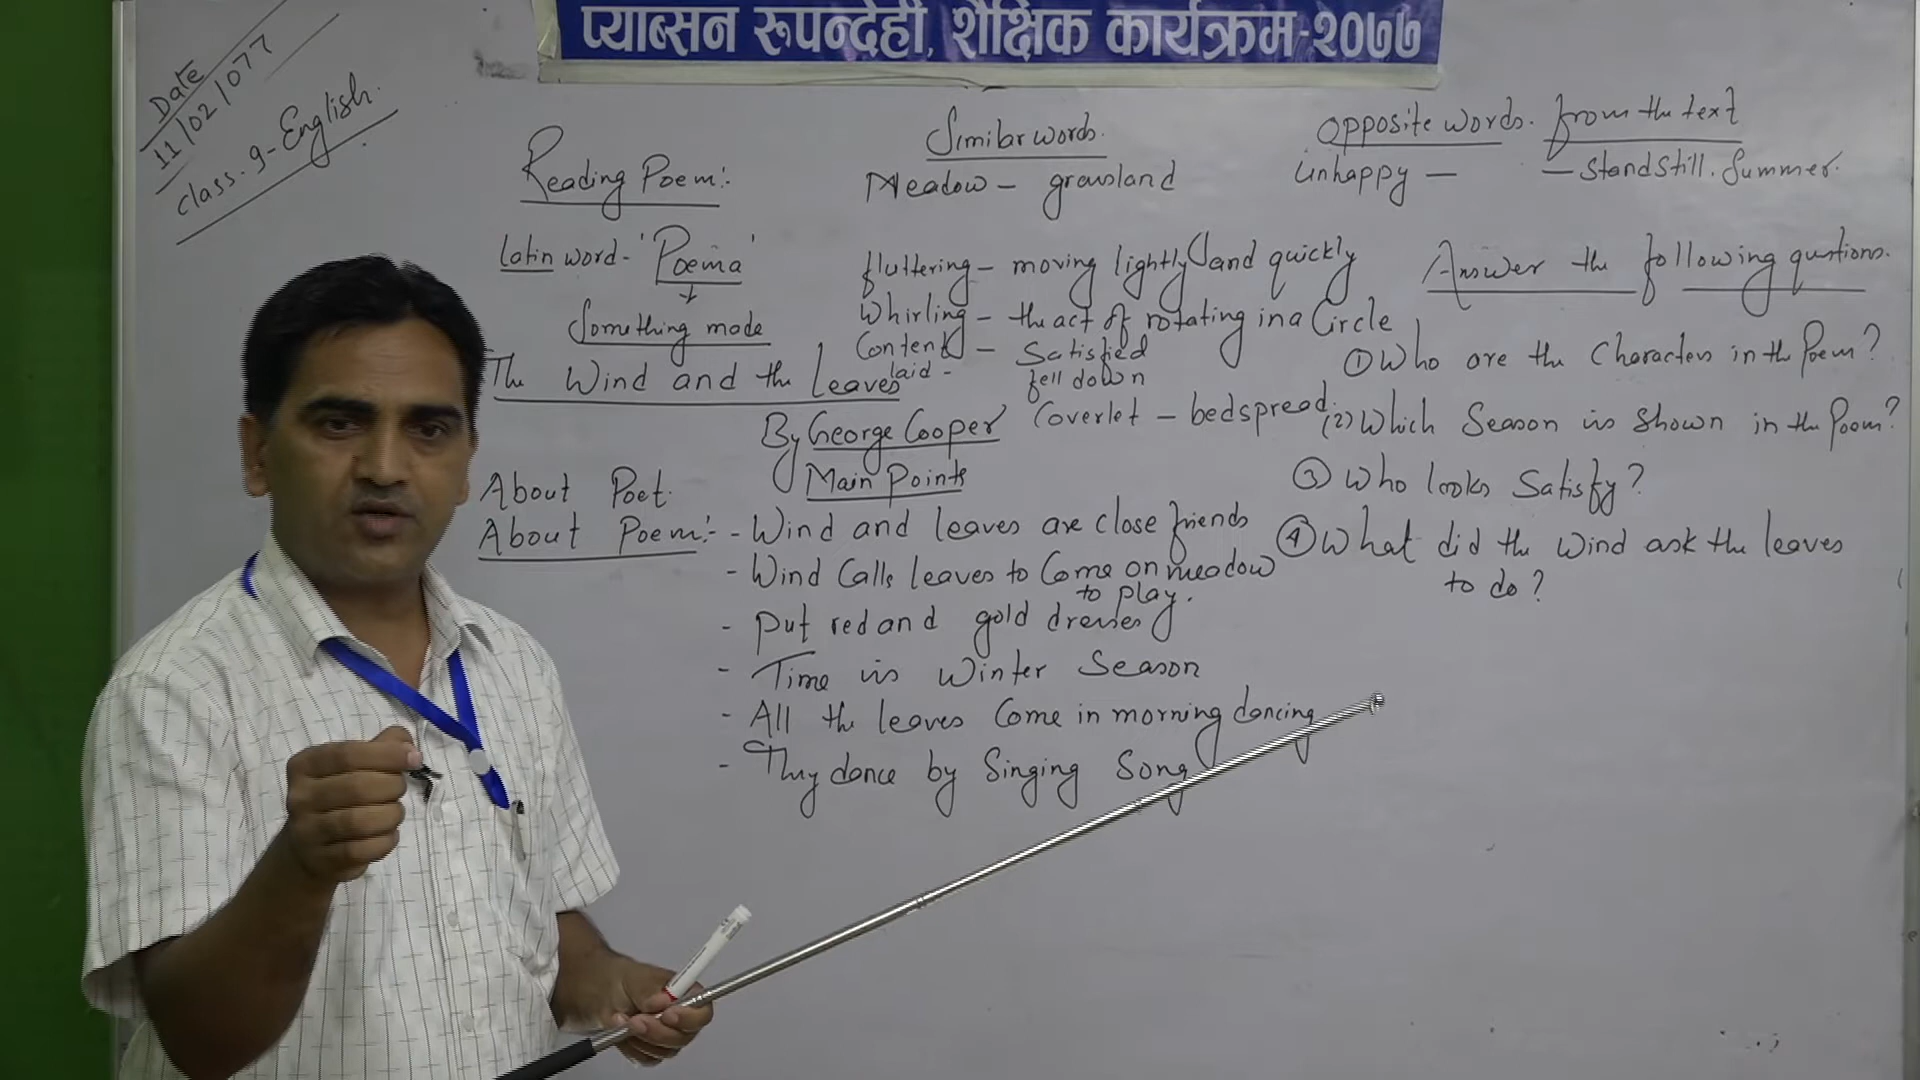 प्याब्सन रुपन्देही, शैक्षिक कार्यक्रम-२०७७
Date
11/02/077
class-9-English.
Reading Poem:-
Latin word - 'Poema'
Something made
The Wind and the Leaves
By George Cooper
About Poet.
About Poem:-
Main Points
- Wind and leaves are close friends
- Wind Calls leaves to Come on meadow
to play.
- Put red and gold dresses
- Time is Winter Season
- All the leaves Come in morning dancing
- They dance by Singing Song
Similar words.
Meadow - grassland
fluttering - moving lightly and quickly
Whirling - the act of rotating in a Circle
Content - Satisfied
laid - fell down
Coverlet - bedspread.
Opposite words. from the text
Unhappy - - Standstill. Summer.
Answer the following qustions.
① Who are the Characters in the Poem?
(2) Which Season is Shown in the Poem?
③ Who looks Satisfy?
④ What did the Wind ask the leaves
to do?